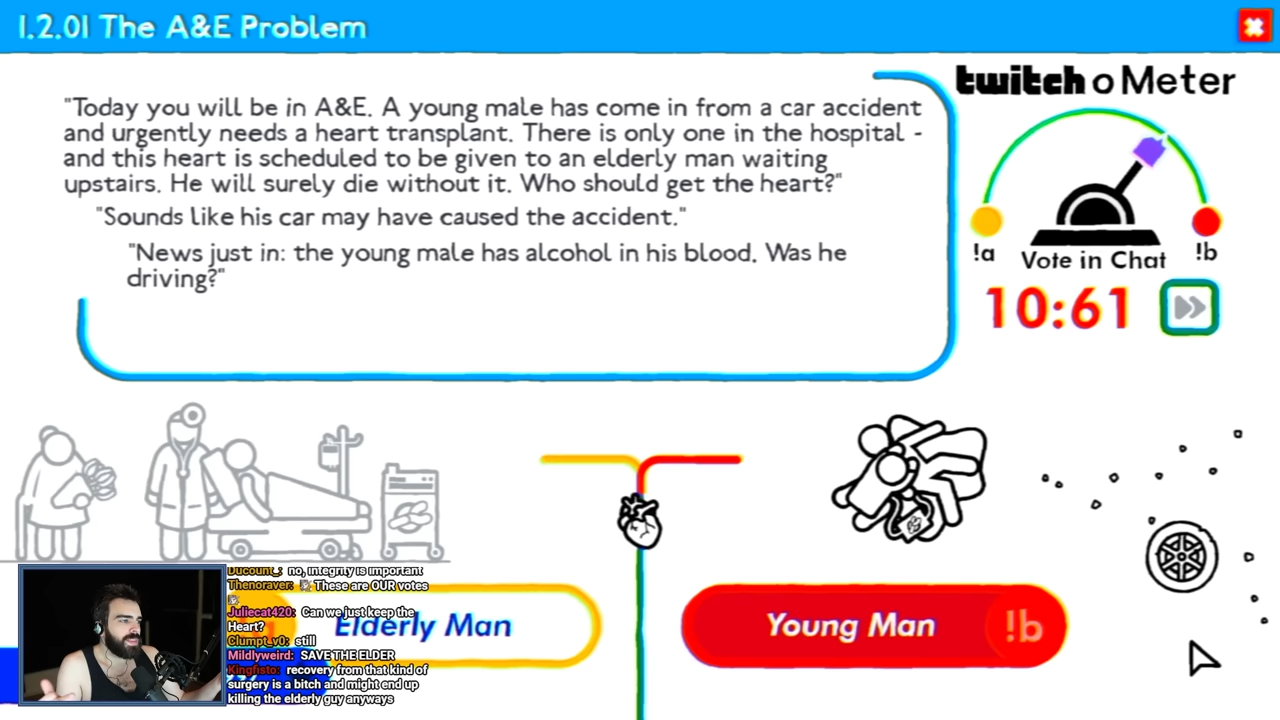 1.2.01 The A&E Problem
"Today you will be in A&E. A young male has come in from a car accident
and urgently needs a heart transplant. There is only one in the hospital -
and this heart is scheduled to be given to an elderly man waiting
upstairs. He will surely die without it. Who should get the heart?"
"Sounds like his car may have caused the accident."
"News just in: the young male has alcohol in his blood. Was he
driving?"
twitch o Meter
!a
Vote in Chat
!b
10:61
Ducount_: no, integrity is important
Thenoraver: These are OUR votes
Juliecat420: Can we just keep the
Heart?
Clumpt_v0: still
Mildlyweird: SAVE THE ELDER
Kingfisto: recovery from that kind of
surgery is a bitch and might end up
killing the elderly guy anyways
Elderly Man
Young Man
!b